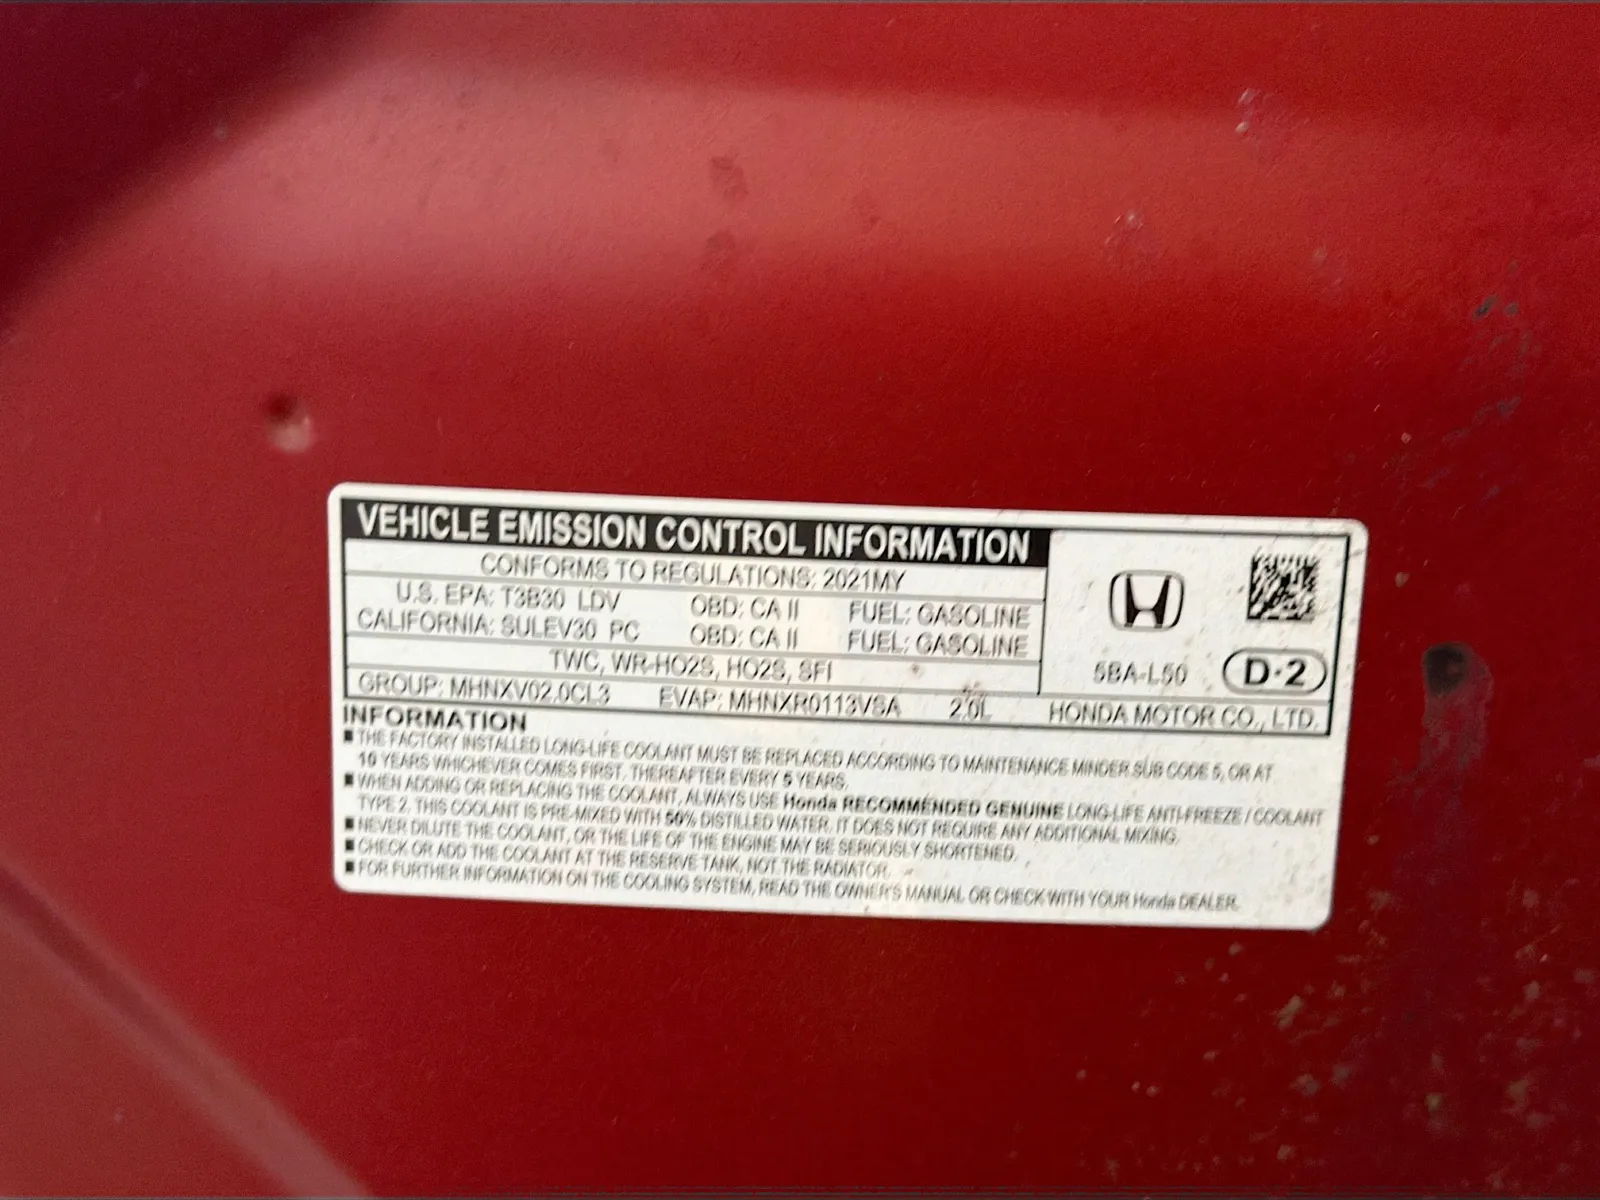 VEHICLE EMISSION CONTROL INFORMATION
CONFORMS TO REGULATIONS: 2021MY
U.S. EPA: T3B30 LDV OBD: CA II FUEL: GASOLINE
CALIFORNIA: SULEV30 PC OBD: CA II FUEL: GASOLINE
TWC, WR-HO2S, HO2S, SFI
5BA-L50 D·2
GROUP: MHNXV02.0CL3 EVAP: MHNXR0113VSA 2.0L HONDA MOTOR CO., LTD.
INFORMATION
■ THE FACTORY INSTALLED LONG-LIFE COOLANT MUST BE REPLACED ACCORDING TO MAINTENANCE MINDER SUB CODE 5, OR AT
10 YEARS WHICHEVER COMES FIRST. THEREAFTER EVERY 5 YEARS.
■ WHEN ADDING OR REPLACING THE COOLANT, ALWAYS USE Honda RECOMMENDED GENUINE LONG-LIFE ANTI-FREEZE / COOLANT
TYPE 2. THIS COOLANT IS PRE-MIXED WITH 50% DISTILLED WATER. IT DOES NOT REQUIRE ANY ADDITIONAL MIXING.
■ NEVER DILUTE THE COOLANT, OR THE LIFE OF THE ENGINE MAY BE SERIOUSLY SHORTENED.
■ CHECK OR ADD THE COOLANT AT THE RESERVE TANK, NOT THE RADIATOR.
■ FOR FURTHER INFORMATION ON THE COOLING SYSTEM, READ THE OWNER'S MANUAL OR CHECK WITH YOUR Honda DEALER.